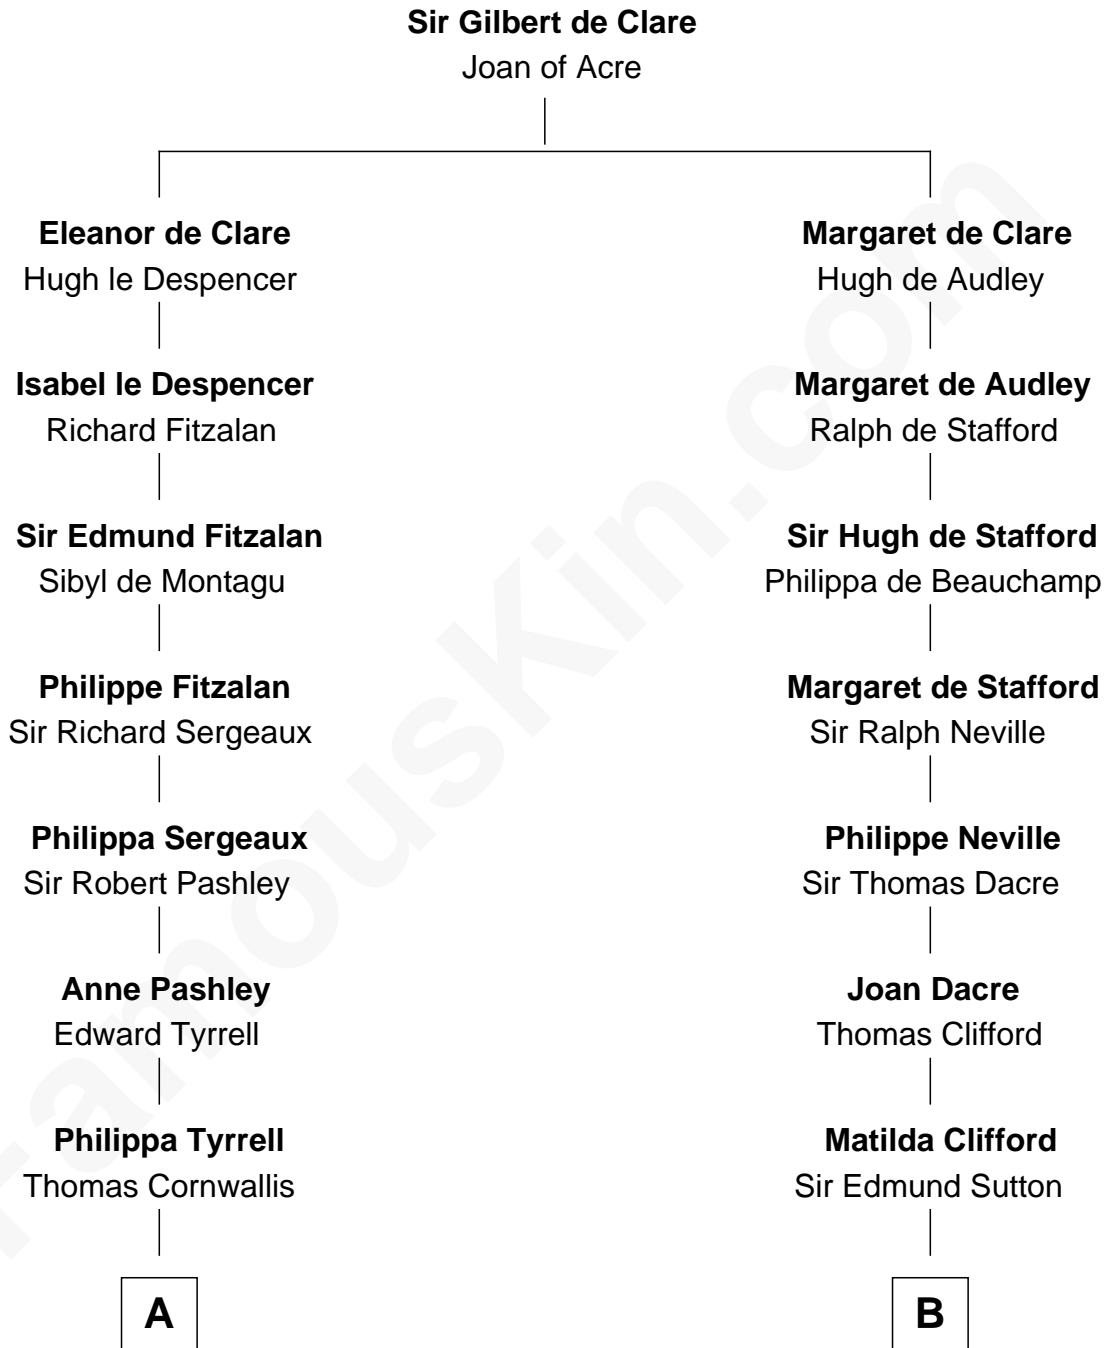 Sir Gilbert de Clare
Joan of Acre
Eleanor de Clare
Hugh le Despencer
Margaret de Clare
Hugh de Audley
Isabel le Despencer
Richard Fitzalan
Margaret de Audley
Ralph de Stafford
Sir Edmund Fitzalan
Sibyl de Montagu
Sir Hugh de Stafford
Philippa de Beauchamp
Philippe Fitzalan
Sir Richard Sergeaux
Margaret de Stafford
Sir Ralph Neville
Philippa Sergeaux
Sir Robert Pashley
Philippe Neville
Sir Thomas Dacre
Anne Pashley
Edward Tyrrell
Joan Dacre
Thomas Clifford
Philippa Tyrrell
Thomas Cornwallis
Matilda Clifford
Sir Edmund Sutton
A
B
FamousKin.com